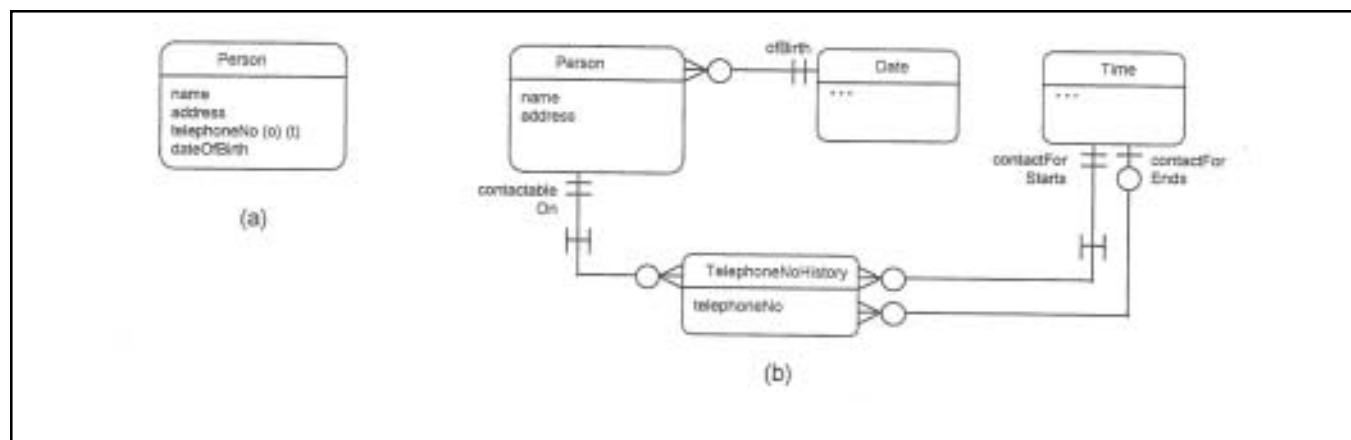 Person
name
address
telephoneNo (o) (t)
dateOfBirth
(a)
Person
name
address
ofBirth
Date
***
Time
***
contactFor
Starts
contactFor
Ends
contactable
On
TelephoneNoHistory
telephoneNo
(b)